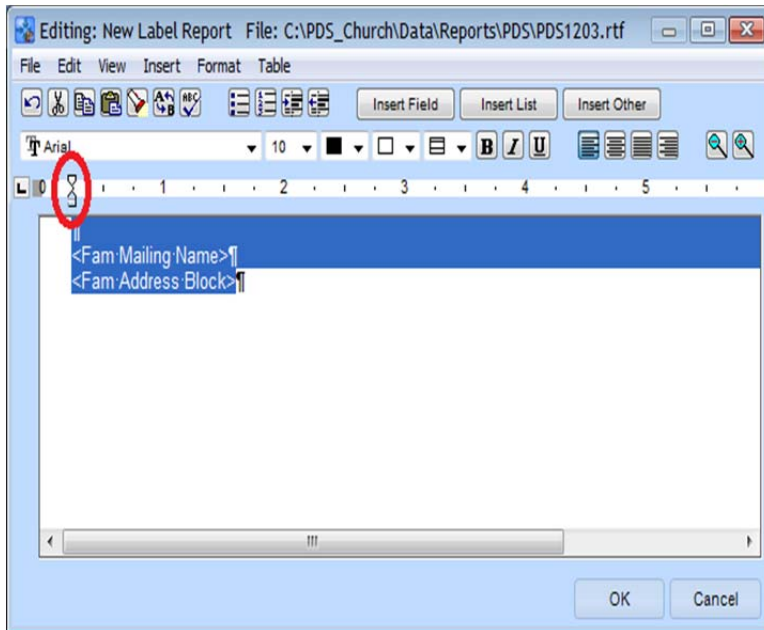 Editing: New Label Report File: C:\PDS_Church\Data\Reports\PDS\PDS1203.rtf
File Edit View Insert Format Table
Insert Field Insert List Insert Other
Arial 10 B I U
0 1 2 3 4 5
¶
<Fam·Mailing·Name>¶
<Fam·Address·Block>¶
OK Cancel